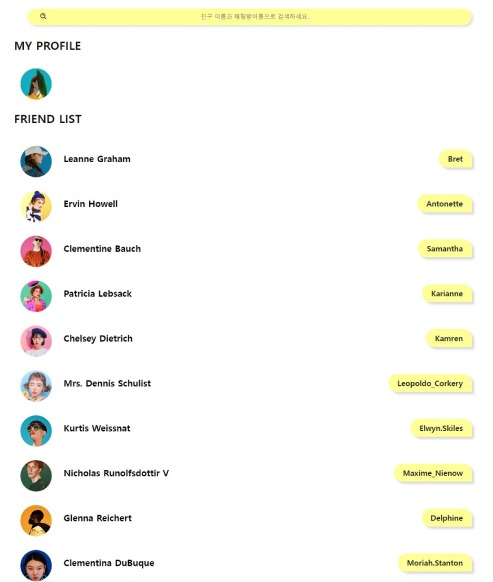 친구 이름과 채팅방이름으로 검색하세요.
MY PROFILE
FRIEND LIST
Leanne Graham Bret
Ervin Howell Antonette
Clementine Bauch Samantha
Patricia Lebsack Karianne
Chelsey Dietrich Kamren
Mrs. Dennis Schulist Leopoldo_Corkery
Kurtis Weissnat Elwyn.Skiles
Nicholas Runolfsdottir V Maxime_Nienow
Glenna Reichert Delphine
Clementina DuBuque Moriah.Stanton